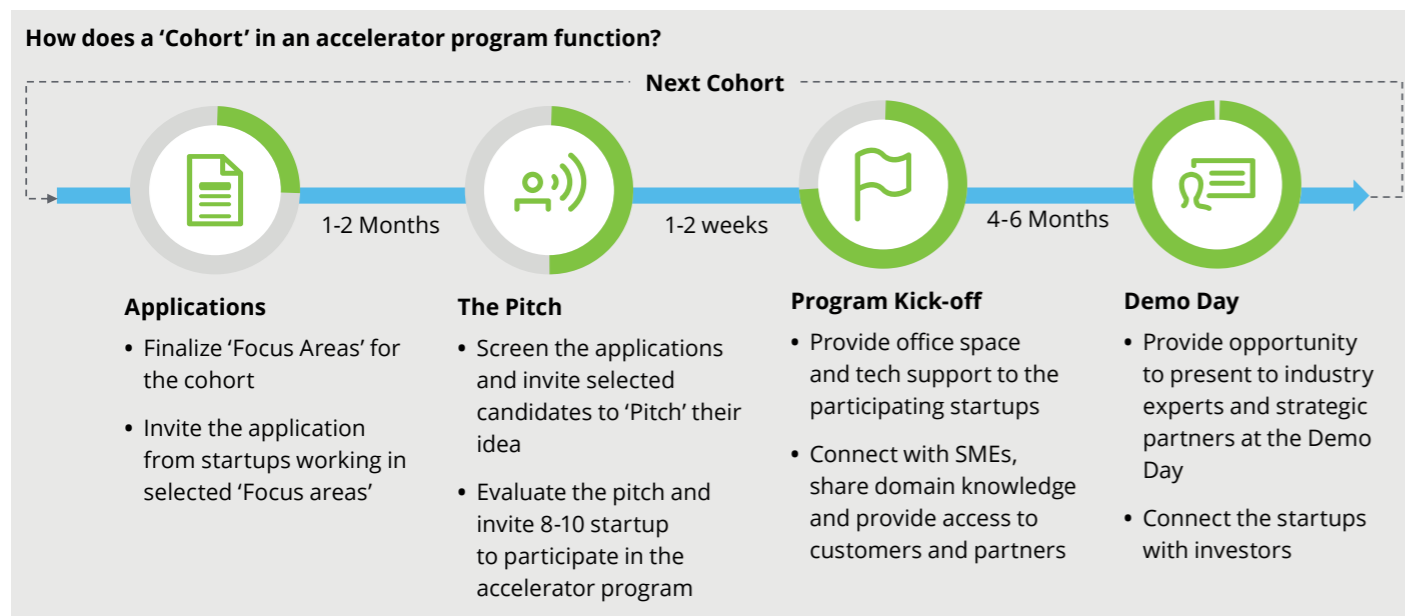 How does a ‘Cohort’ in an accelerator program function?
Next Cohort
1-2 Months
1-2 weeks
4-6 Months
Applications
• Finalize ‘Focus Areas’ for
the cohort
• Invite the application
from startups working in
selected ‘Focus areas’
The Pitch
• Screen the applications
and invite selected
candidates to ‘Pitch’ their
idea
• Evaluate the pitch and
invite 8-10 startup
to participate in the
accelerator program
Program Kick-off
• Provide office space
and tech support to the
participating startups
• Connect with SMEs,
share domain knowledge
and provide access to
customers and partners
Demo Day
• Provide opportunity
to present to industry
experts and strategic
partners at the Demo
Day
• Connect the startups
with investors